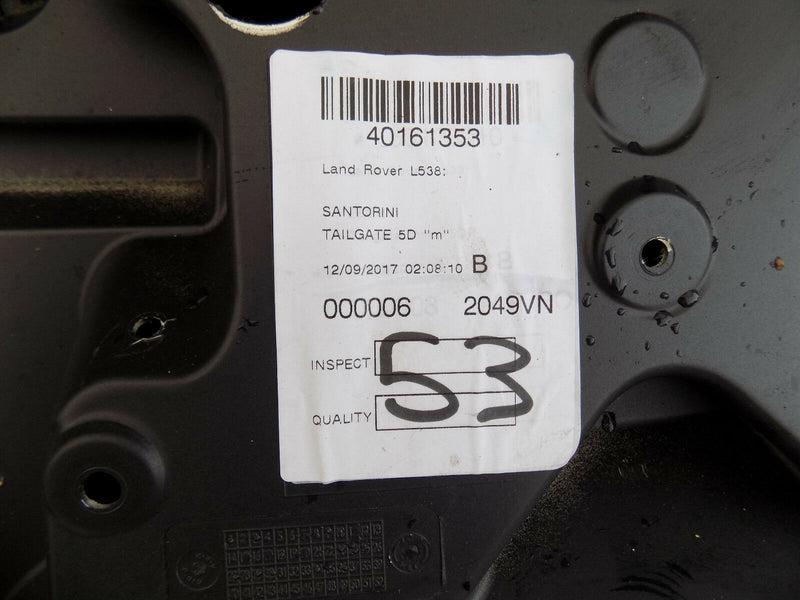 40161353
Land Rover L538:
SANTORINI
TAILGATE 5D "m"
12/09/2017 02:08:10 B
000006 2049VN
INSPECT
53
QUALITY